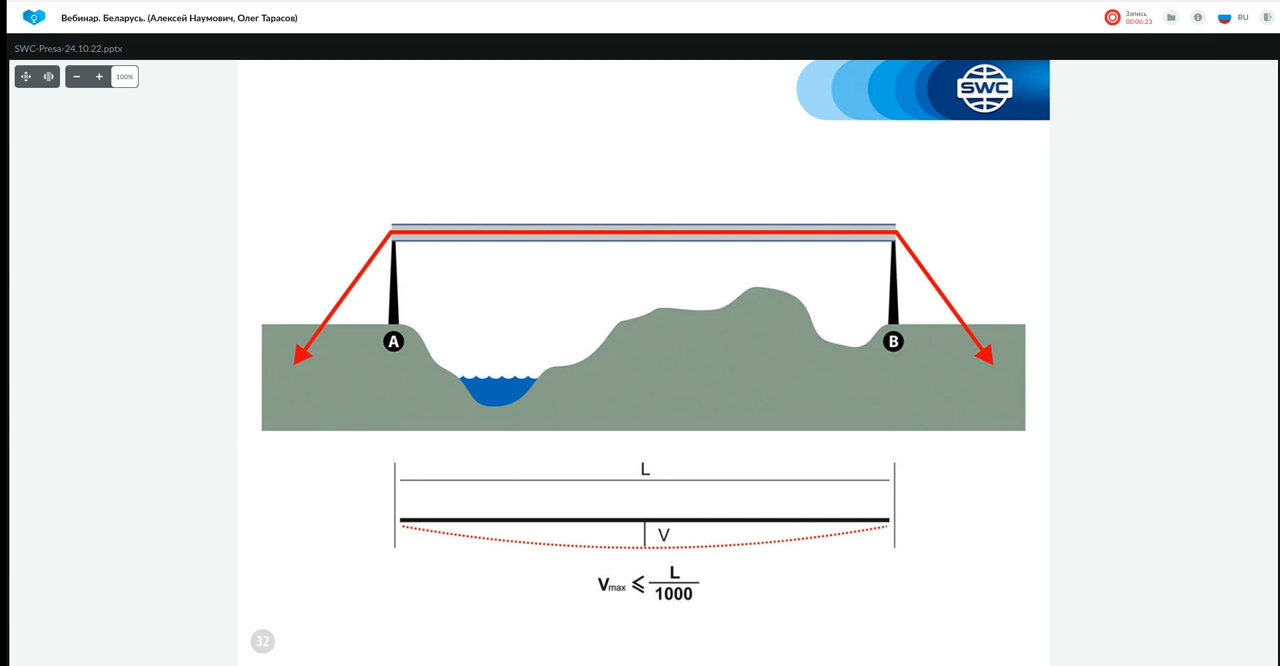 Вебинар. Беларусь. (Алексей Наумович, Олег Тарасов)
Запись
00:06:23
RU
SWC-Presa-24.10.22.pptx
100%
SWC
A
B
L
V
Vmax ⩽ L
1000
32